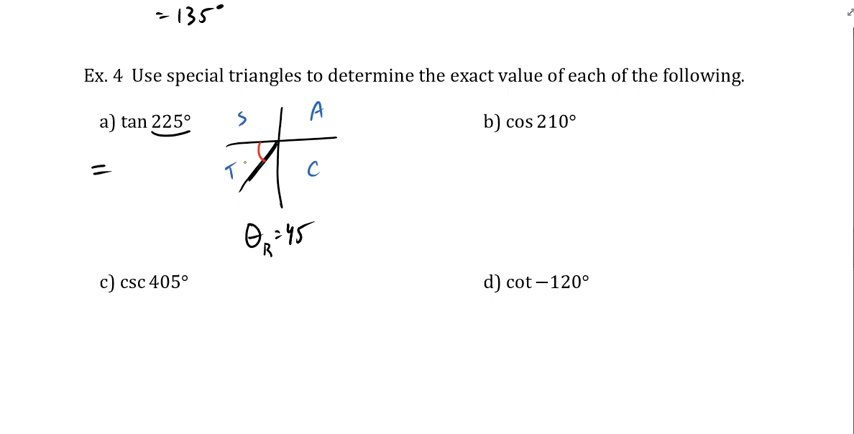 = 135°
Ex. 4 Use special triangles to determine the exact value of each of the following.
a) tan 225°
S A
T C
=
θR = 45
b) cos 210°
c) csc 405°
d) cot −120°